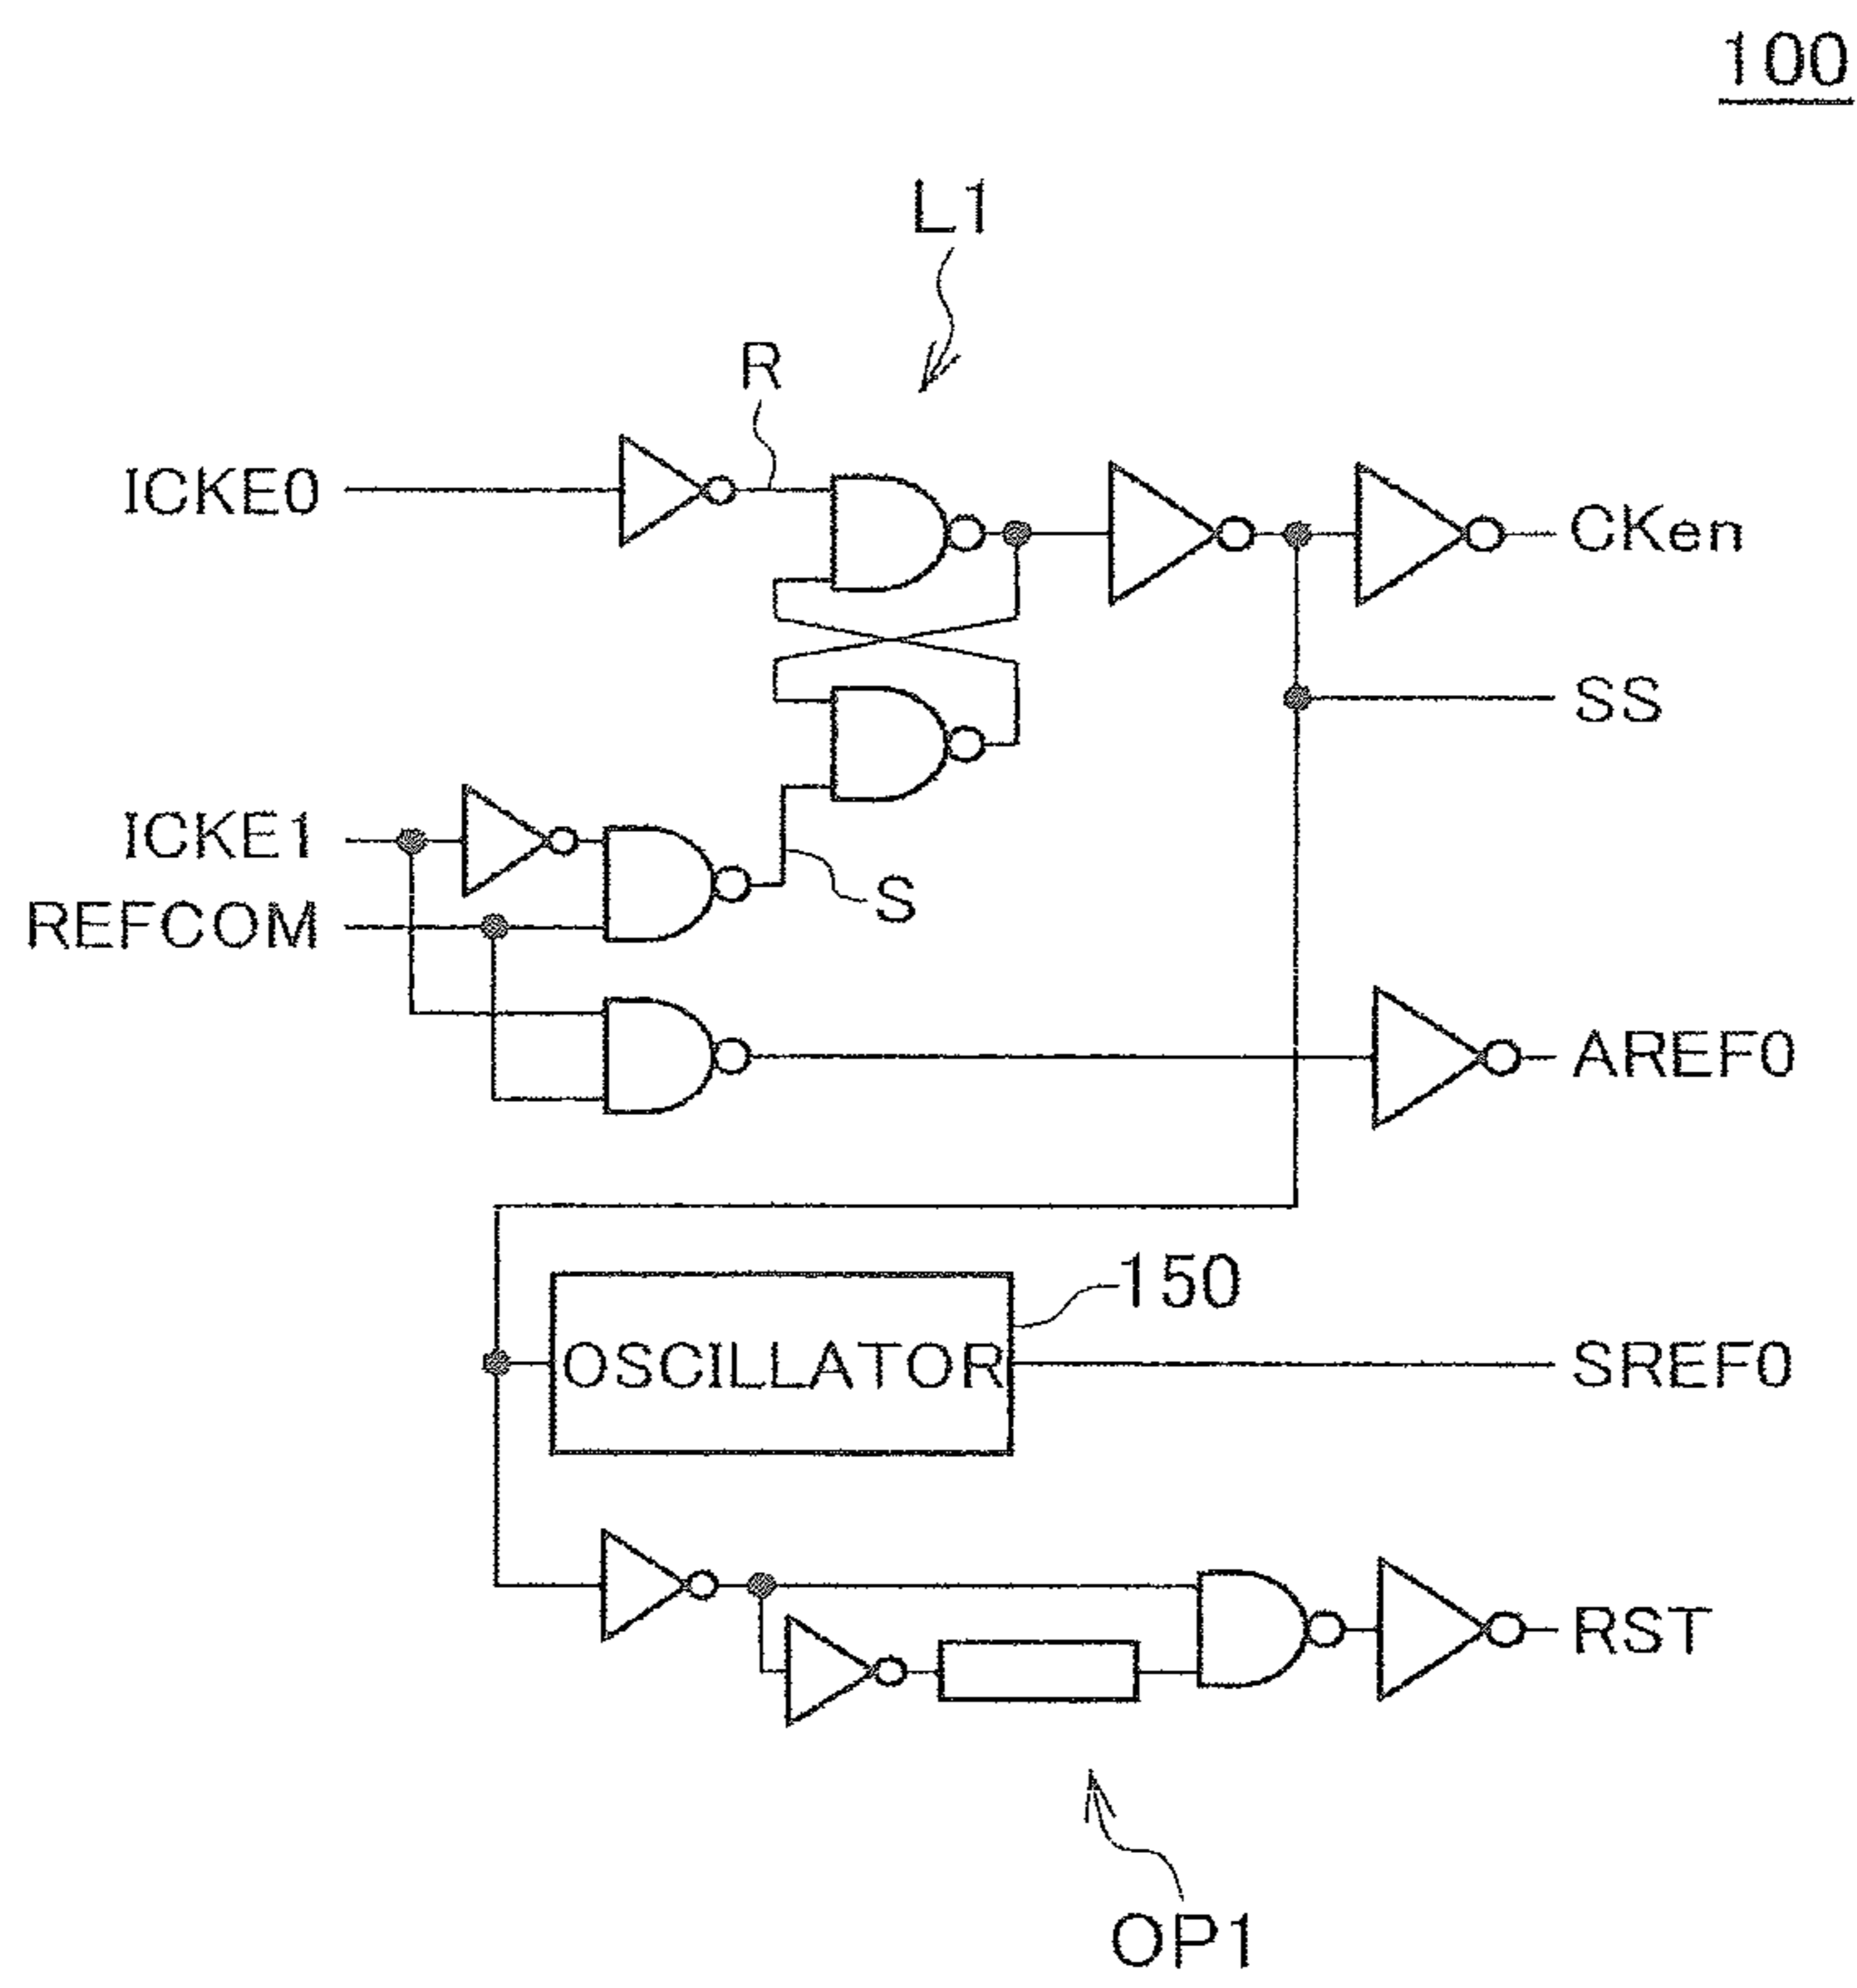 100
L1
R
ICKE0
CKen
SS
ICKE1
S
REFCOM
AREF0
150
OSCILLATOR
SREF0
RST
OP1